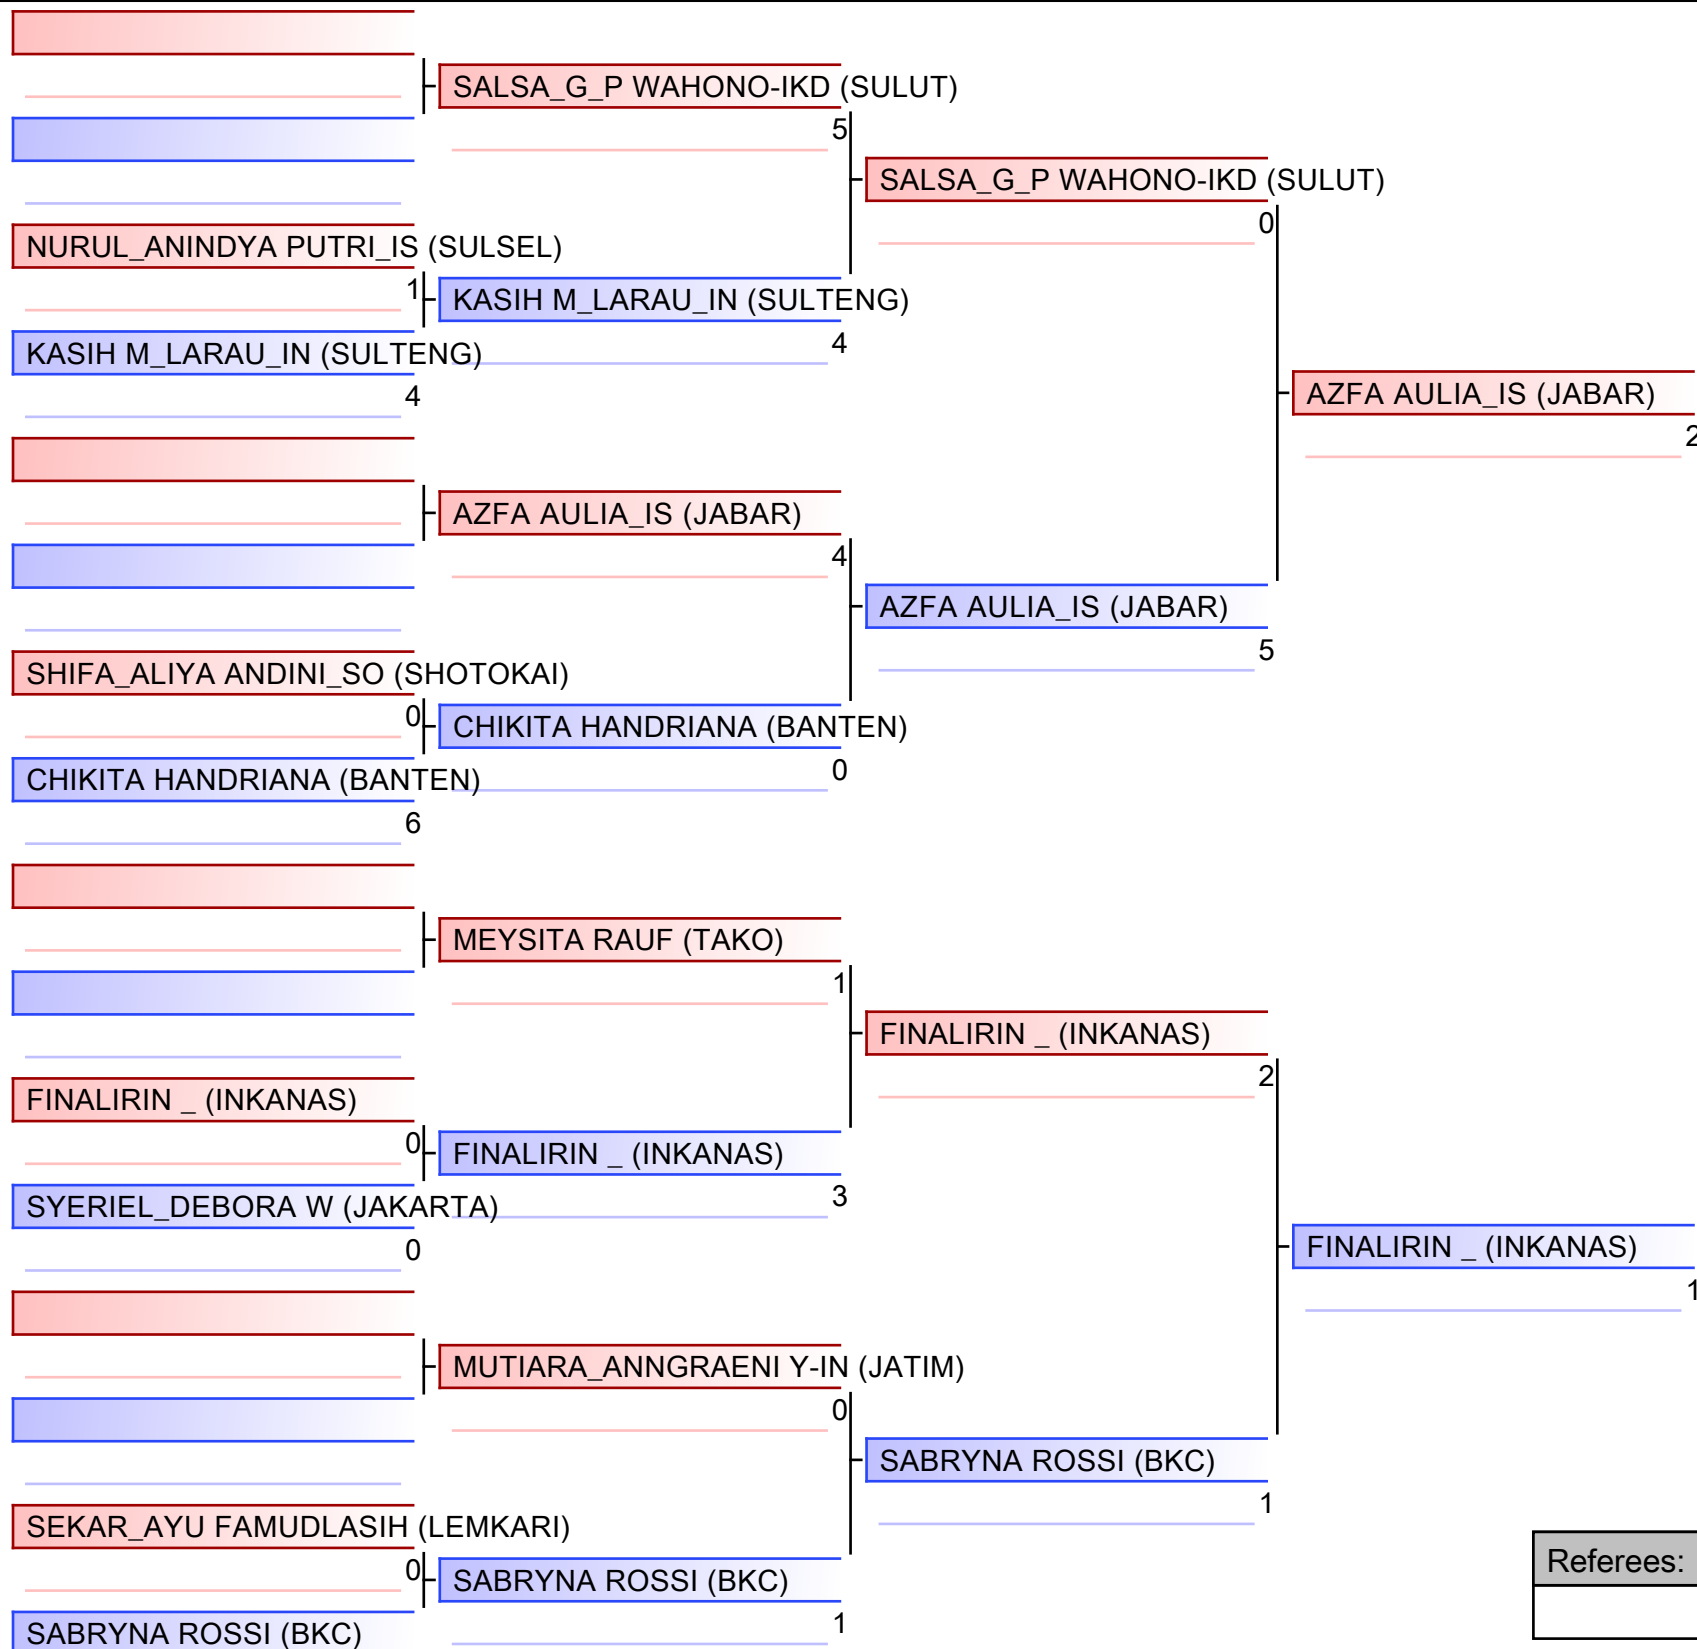 SALSA_G_P WAHONO-IKD (SULUT)
5
SALSA_G_P WAHONO-IKD (SULUT)
0
NURUL_ANINDYA PUTRI_IS (SULSEL)
1
KASIH M_LARAU_IN (SULTENG)
4
KASIH M_LARAU_IN (SULTENG)
4
AZFA AULIA_IS (JABAR)
2
AZFA AULIA_IS (JABAR)
4
AZFA AULIA_IS (JABAR)
5
SHIFA_ALIYA ANDINI_SO (SHOTOKAI)
0
CHIKITA HANDRIANA (BANTEN)
0
CHIKITA HANDRIANA (BANTEN)
6
MEYSITA RAUF (TAKO)
1
FINALIRIN _ (INKANAS)
2
FINALIRIN _ (INKANAS)
0
FINALIRIN _ (INKANAS)
3
SYERIEL_DEBORA W (JAKARTA)
0
FINALIRIN _ (INKANAS)
1
MUTIARA_ANNGRAENI Y-IN (JATIM)
0
SABRYNA ROSSI (BKC)
1
SEKAR_AYU FAMUDLASIH (LEMKARI)
0
SABRYNA ROSSI (BKC)
1
SABRYNA ROSSI (BKC)
Referees: